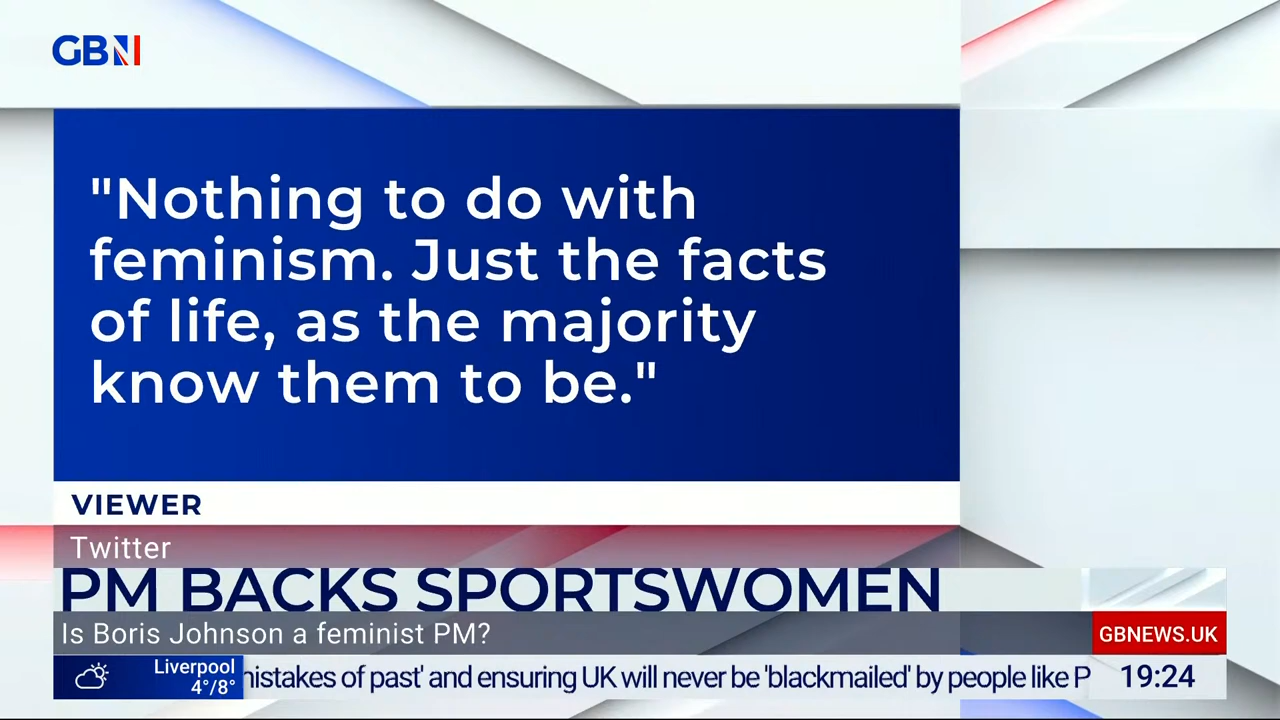 GBN
"Nothing to do with
feminism. Just the facts
of life, as the majority
know them to be."
VIEWER
Twitter
PM BACKS SPORTSWOMEN
Is Boris Johnson a feminist PM?
GBNEWS.UK
Liverpool
4°/8°
mistakes of past' and ensuring UK will never be 'blackmailed' by people like P
19:24